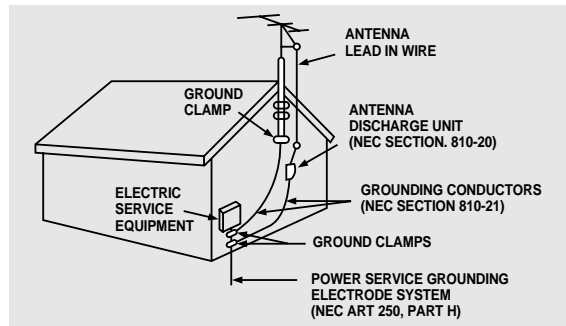 ANTENNA
LEAD IN WIRE
GROUND
CLAMP
ANTENNA
DISCHARGE UNIT
(NEC SECTION. 810-20)
ELECTRIC
SERVICE
EQUIPMENT
GROUNDING CONDUCTORS
(NEC SECTION 810-21)
GROUND CLAMPS
POWER SERVICE GROUNDING
ELECTRODE SYSTEM
(NEC ART 250, PART H)